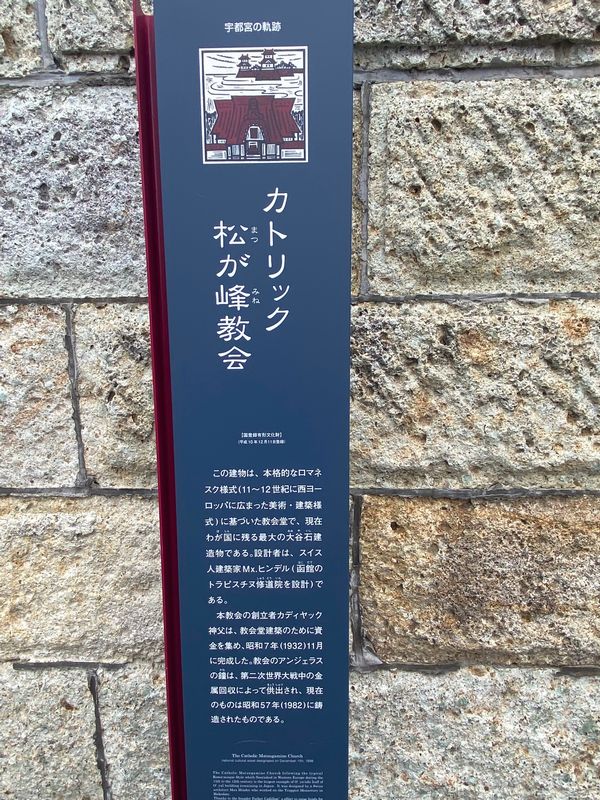 宇都宮の軌跡
カトリック
松が峰教会
まつ
みね
【国登録有形文化財】
(平成10年12月11日登録)
この建物は、本格的なロマネ
スク様式(11～12世紀に西ヨー
ロッパに広まった美術・建築様
式)に基づいた教会堂で、現在
わが国に残る最大の大谷石建
造物である。設計者は、スイス
人建築家Mx.ヒンデル(函館の
トラピスチヌ修道院を設計)で
ある。
本教会の創立者カディヤック
神父は、教会堂建築のために資
金を集め、昭和7年(1932)11月
に完成した。教会のアンジェラス
の鐘は、第二次世界大戦中の金
属回収によって供出され、現在
のものは昭和57年(1982)に鋳
造されたものである。
The Catholic Matsugamine Church